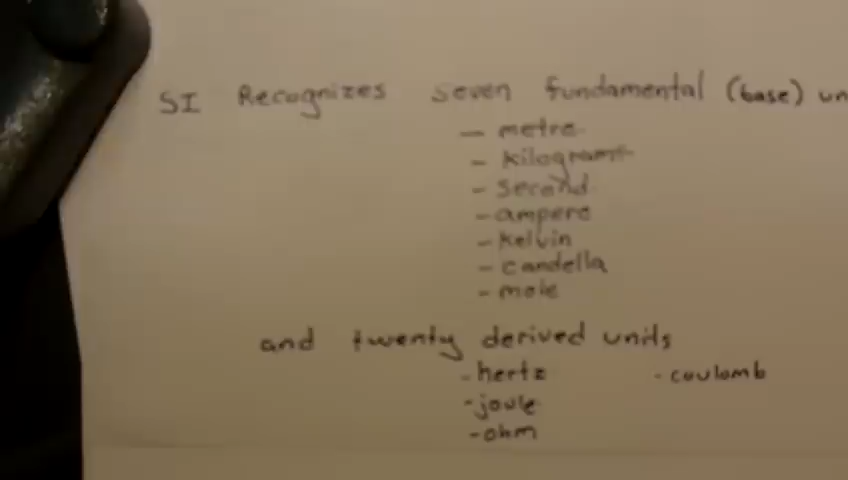 SI Recognizes seven fundamental (base) un
- metre
- kilogram
- second
- ampere
- kelvin
- candella
- mole
and twenty derived units
- hertz - coulomb
- joule
- ohm